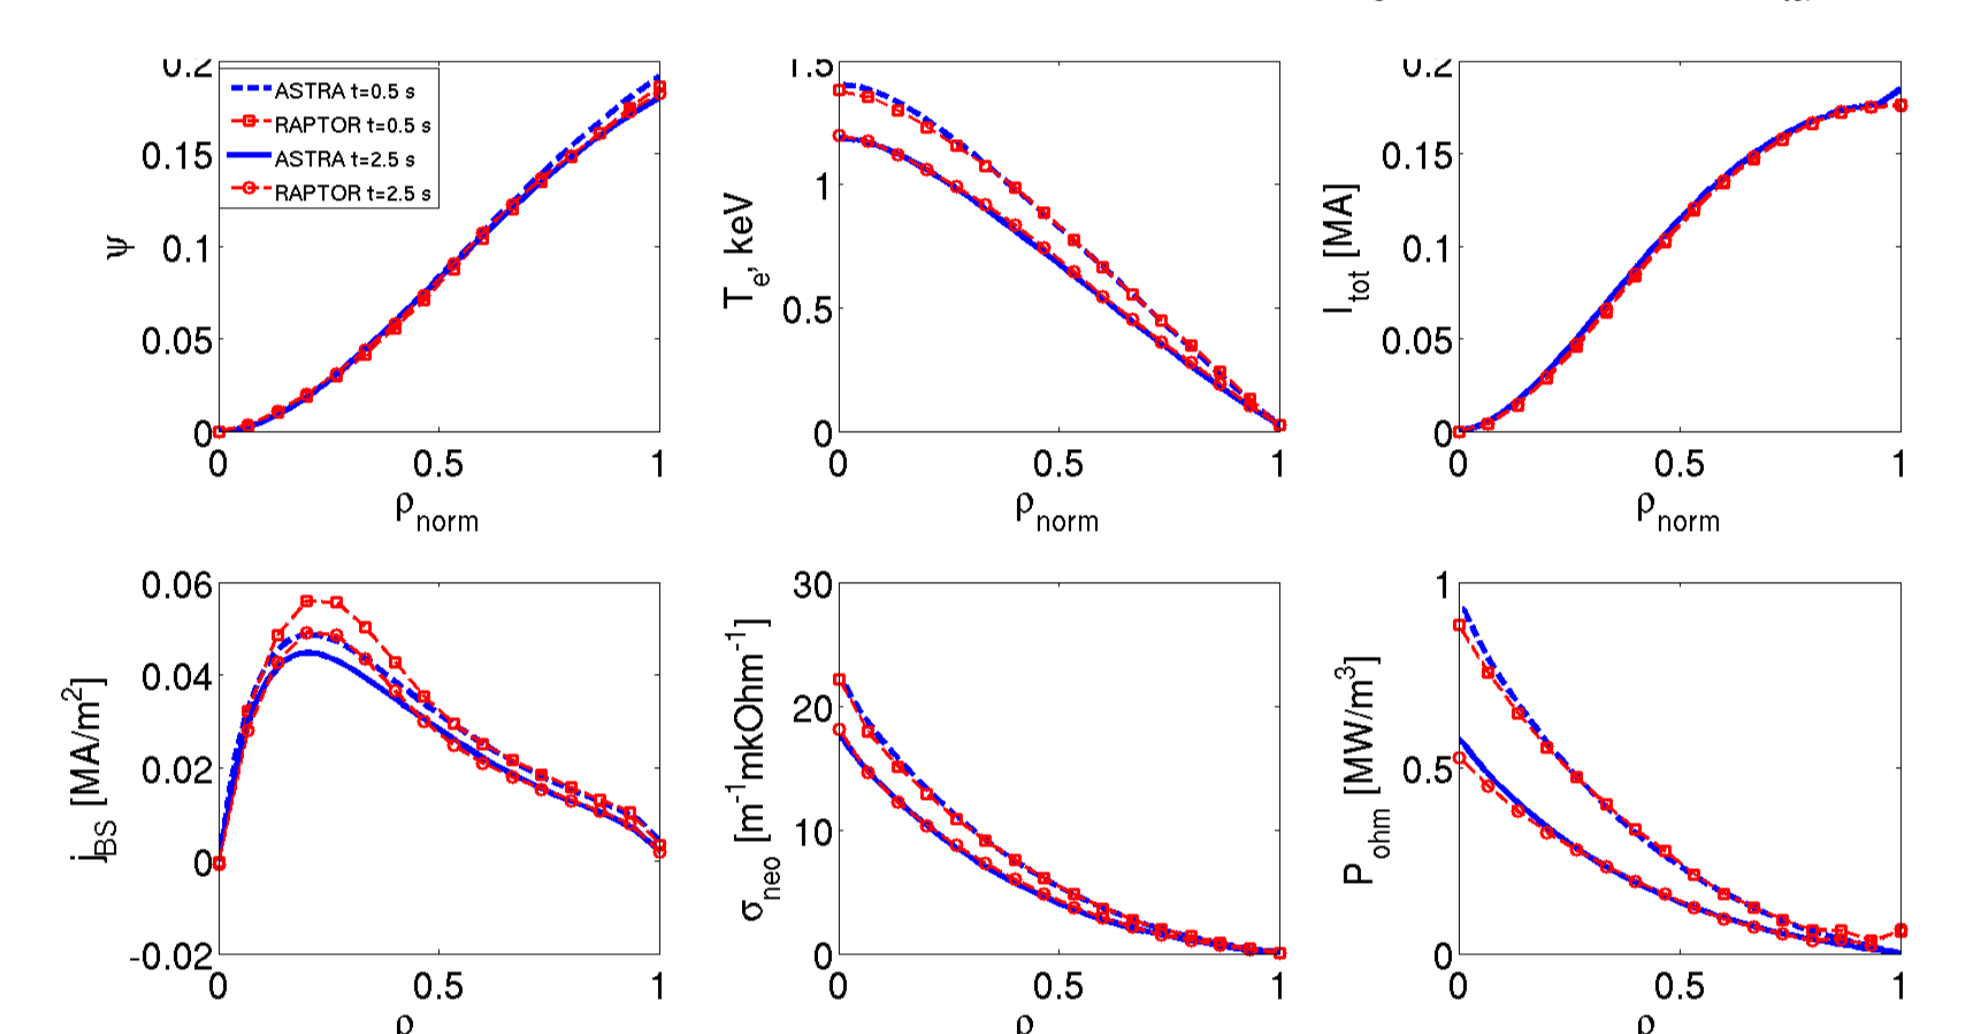 0.2
0.15
0.1
0.05
0
0 0.5 1
ψ
ρnorm
ASTRA t=0.5 s
RAPTOR t=0.5 s
ASTRA t=2.5 s
RAPTOR t=2.5 s
1.5
1
0.5
0
0 0.5 1
Te, keV
ρnorm
0.2
0.15
0.1
0.05
0
0 0.5 1
Itot [MA]
ρnorm
0.06
0.04
0.02
0
-0.02
0 0.5 1
jBS [MA/m2]
ρ
30
20
10
0
0 0.5 1
σneo [m-1mkOhm-1]
ρ
1
0.5
0
0 0.5 1
Pohm [MW/m3]
ρ